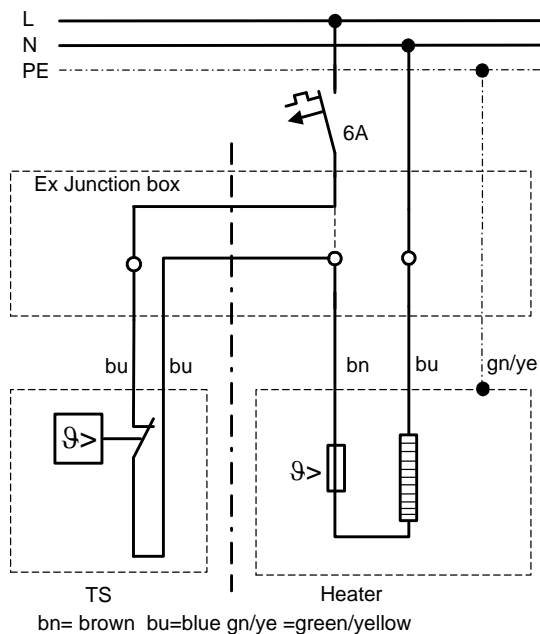 L
N
PE
6A
Ex Junction box
bu
bu
bn
bu
gn/ye
ϑ>
ϑ>
TS
Heater
bn= brown bu=blue gn/ye =green/yellow